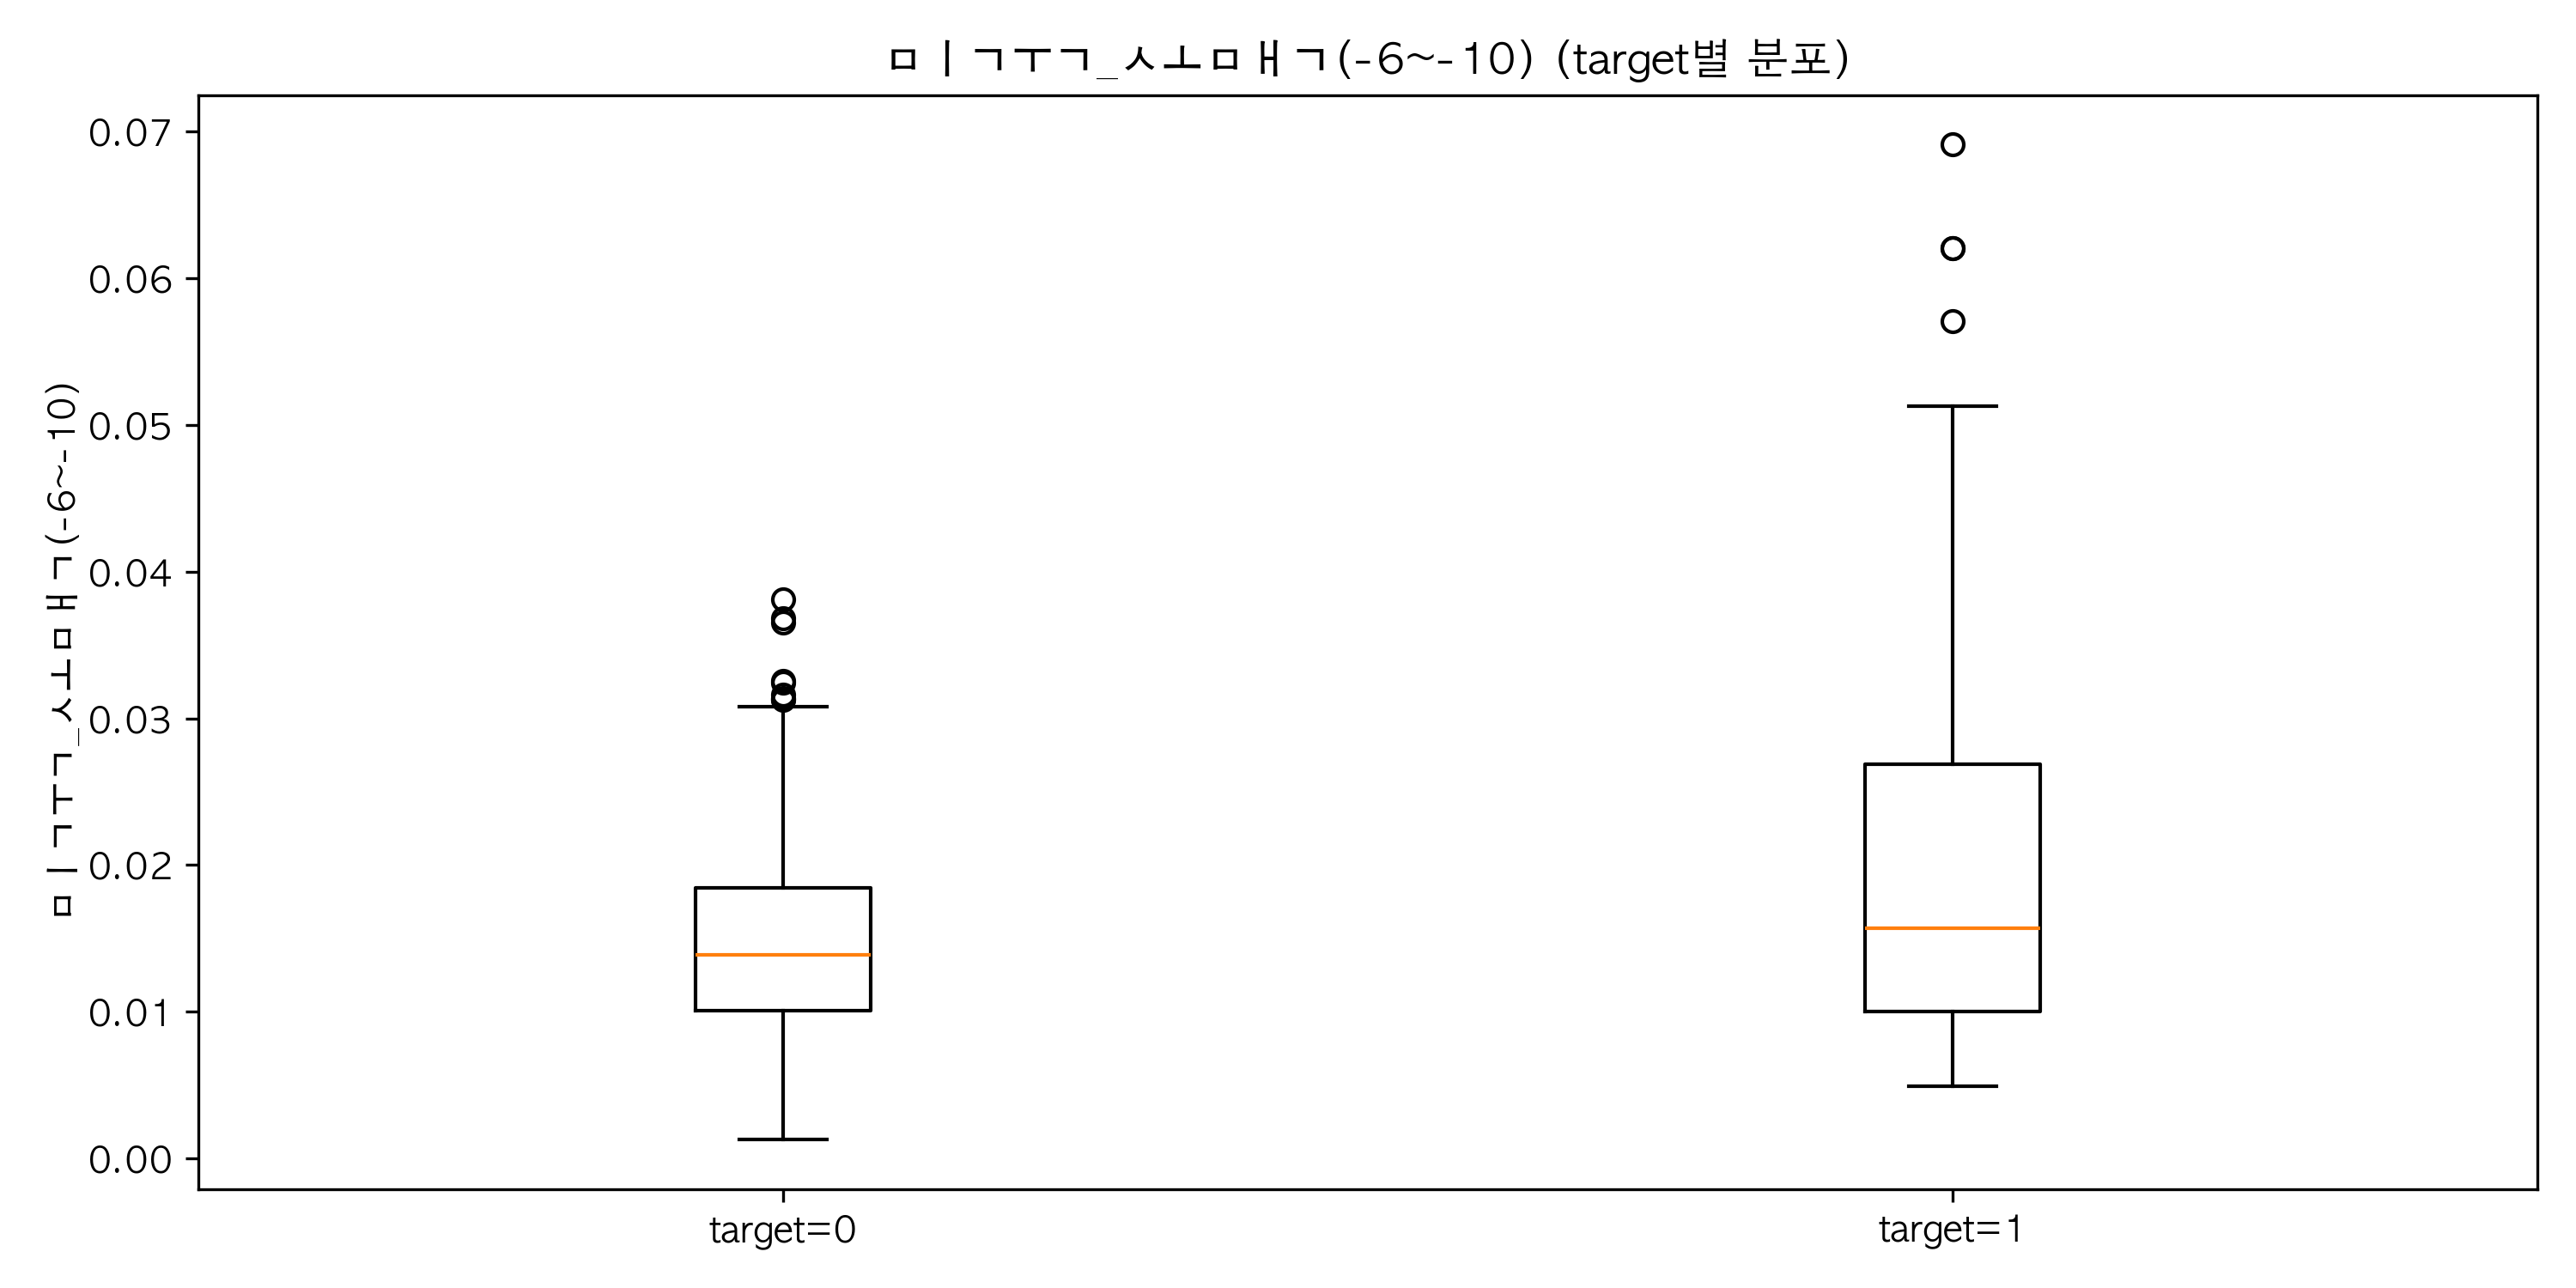 ㅁㅣㄱㅜㄱ_ㅅㅗㅁㅐㄱ(-6~-10) (target별 분포)
ㅁㅣㄱㅜㄱ_ㅅㅗㅁㅐㄱ(-6~-10)
0.07
0.06
0.05
0.04
0.03
0.02
0.01
0.00
target=0
target=1